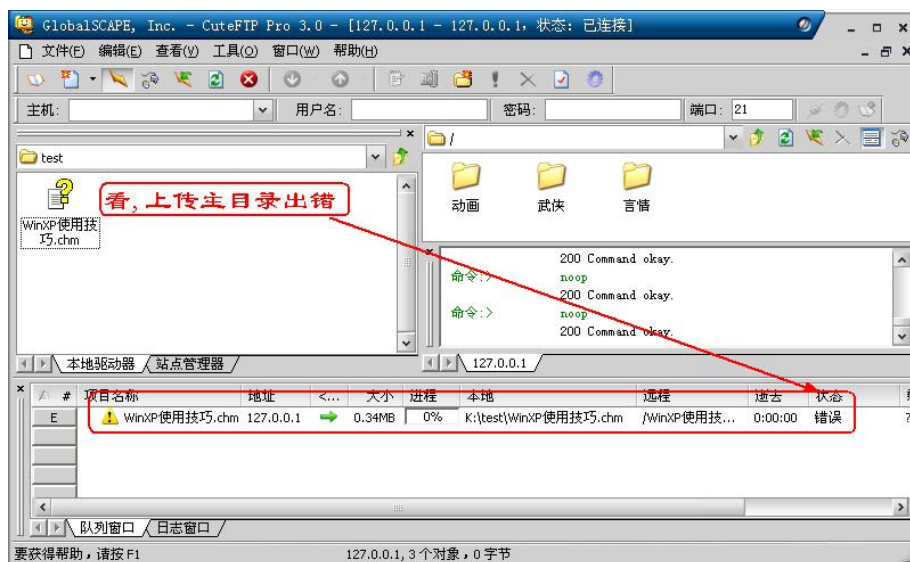 GlobalSCAPE, Inc. - CuteFTP Pro 3.0 - [127.0.0.1 - 127.0.0.1, 状态: 已连接]
文件(F) 编辑(E) 查看(V) 工具(O) 窗口(W) 帮助(H)
主机: 用户名: 密码: 端口: 21
test
/
WinXP使用技巧.chm
看,上传主目录出错
动画 武侠 言情
200 Command okay.
命令:> noop
200 Command okay.
命令:> noop
200 Command okay.
本地驱动器 站点管理器
127.0.0.1
# 项目名称 地址 <... 大小 进程 本地 远程 逝去 状态
E WinXP使用技巧.chm 127.0.0.1 0.34MB 0% K:\test\WinXP使用技巧.chm /WinXP使用技... 0:00:00 错误 ?
队列窗口 日志窗口
要获得帮助,请按 F1 127.0.0.1, 3 个对象,0 字节